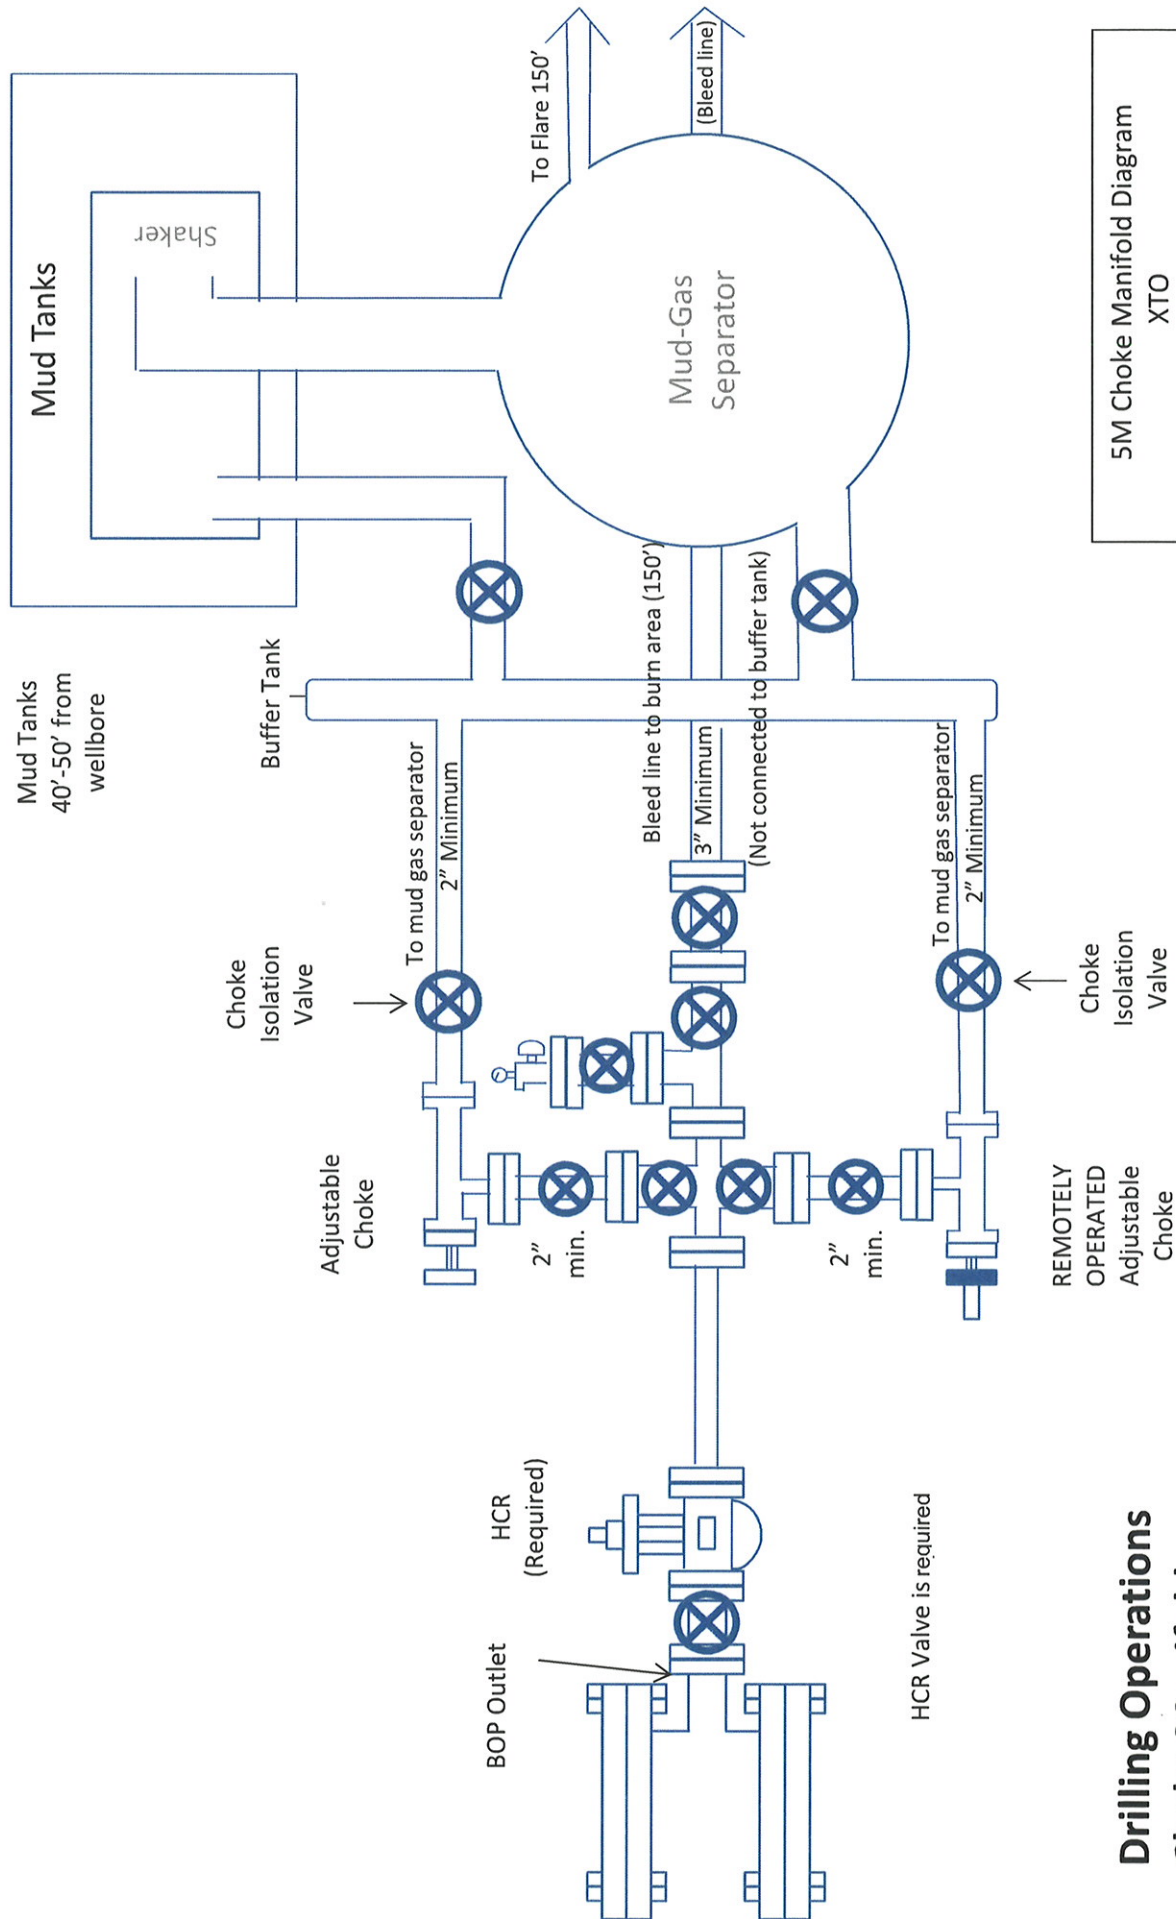 Mud Tanks
40'-50' from
wellbore
Mud Tanks
Shaker
Buffer Tank
Choke
Isolation
Valve
To mud gas separator
2" Minimum
To Flare 150'
(Bleed line)
Adjustable
Choke
2"
min.
Bleed line to burn area (150')
3" Minimum
(Not connected to buffer tank)
Mud-Gas
Separator
HCR
(Required)
BOP Outlet
2"
min.
To mud gas separator
2" Minimum
HCR Valve is required
REMOTELY
OPERATED
Adjustable
Choke
Choke
Isolation
Valve
5M Choke Manifold Diagram
XTO
Drilling Operations